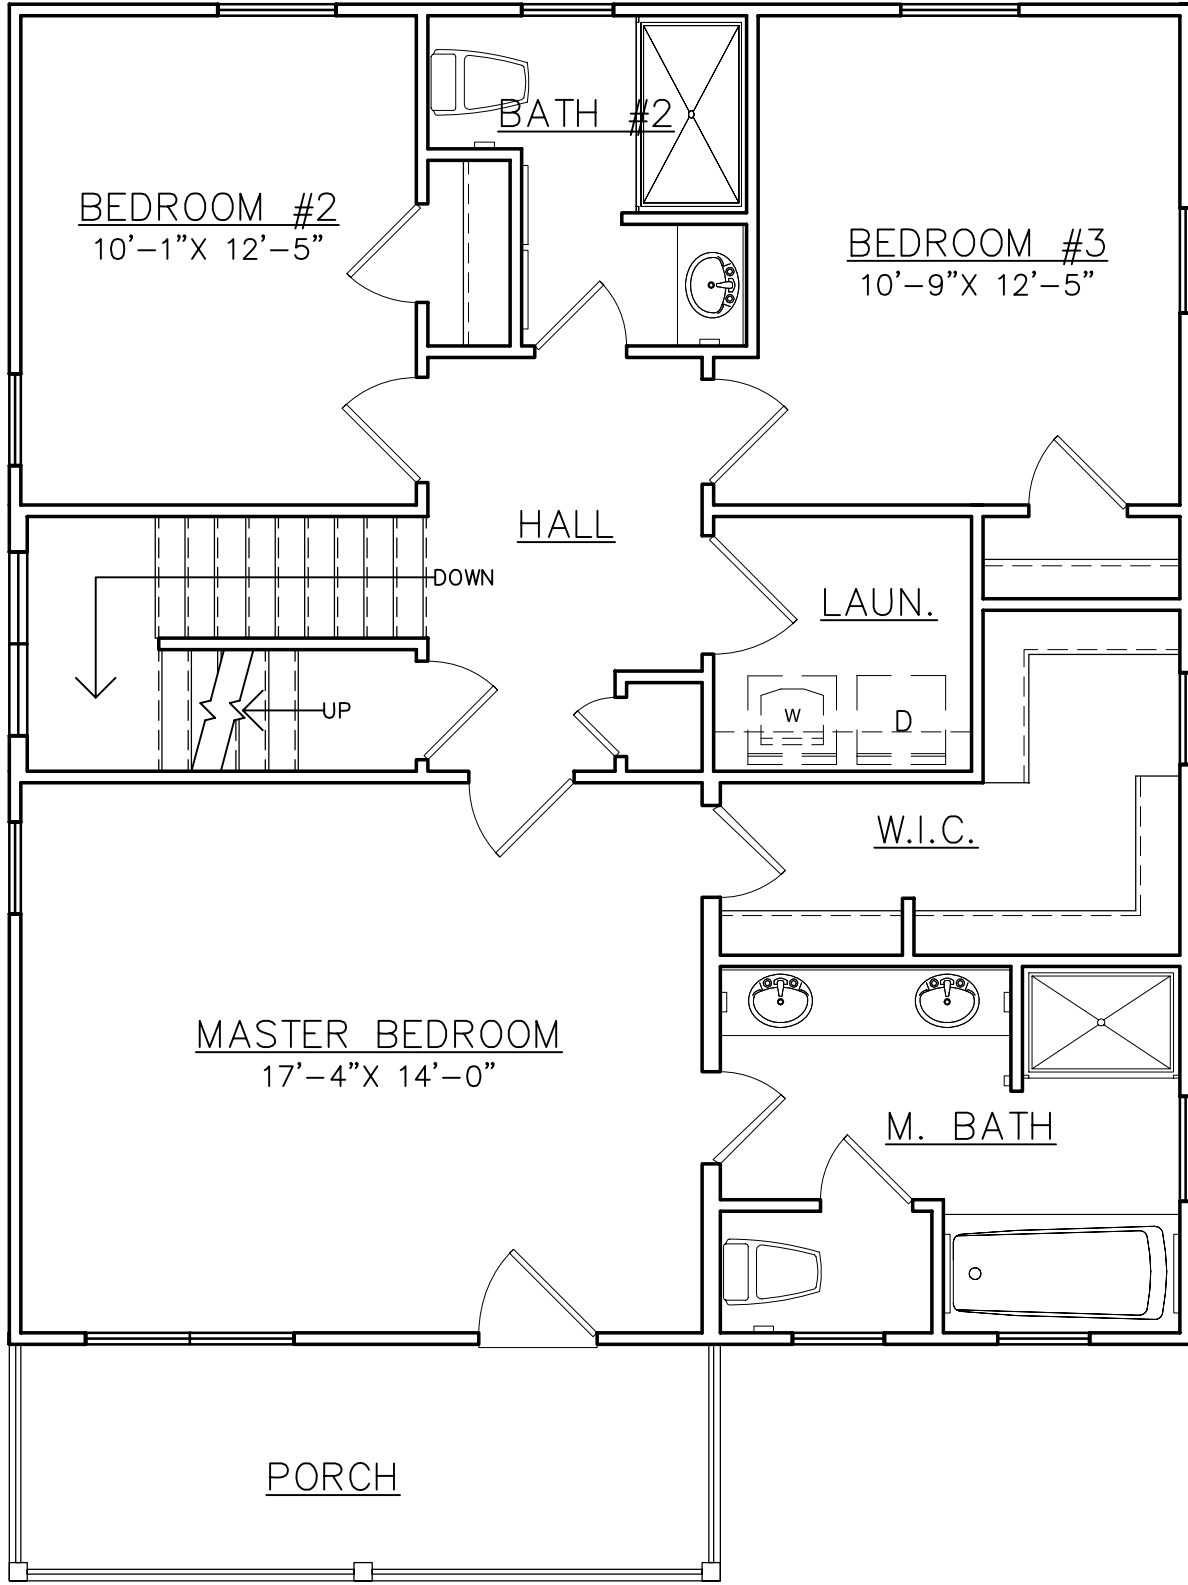 BATH #2
BEDROOM #2
10'-1"X 12'-5"
BEDROOM #3
10'-9"X 12'-5"
HALL
DOWN
LAUN.
UP
W
D
W.I.C.
MASTER BEDROOM
17'-4"X 14'-0"
M. BATH
PORCH